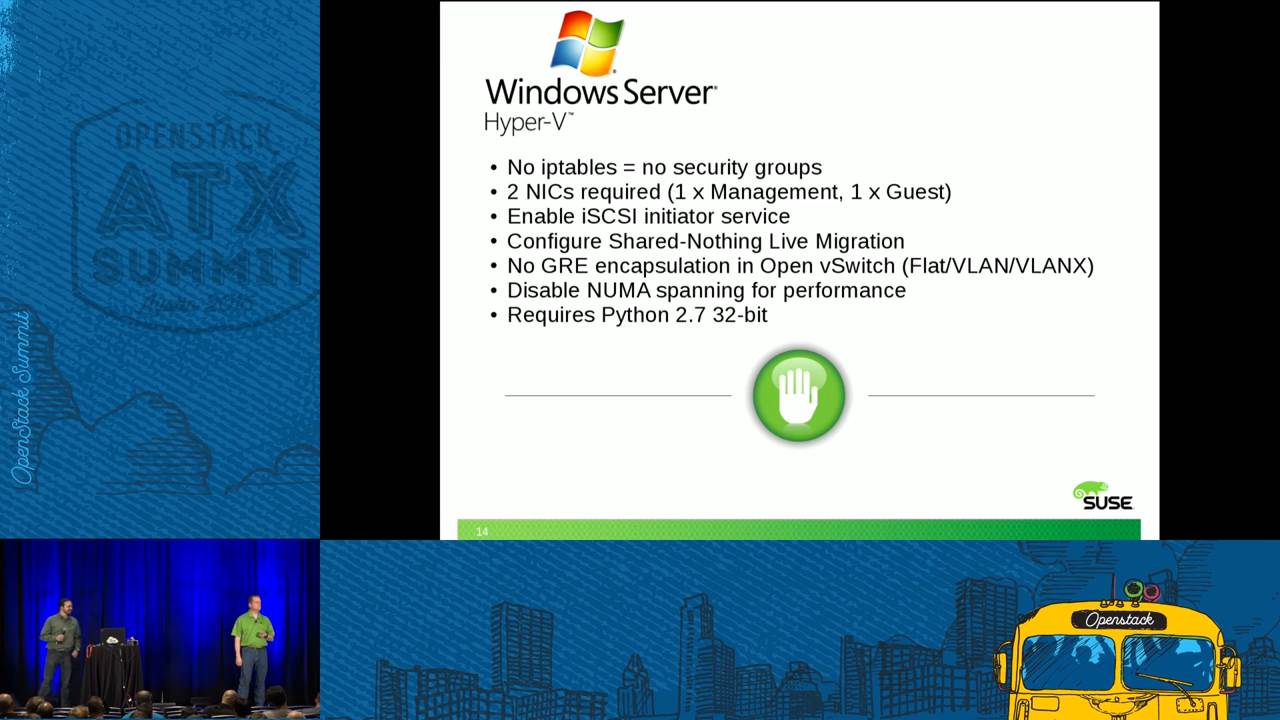 OPENSTACK
ATX
SUMMIT
OpenStack Summit
Windows Server
Hyper-V™
• No iptables = no security groups
• 2 NICs required (1 x Management, 1 x Guest)
• Enable iSCSI initiator service
• Configure Shared-Nothing Live Migration
• No GRE encapsulation in Open vSwitch (Flat/VLAN/VLANX)
• Disable NUMA spanning for performance
• Requires Python 2.7 32-bit
SUSE
14
Openstack